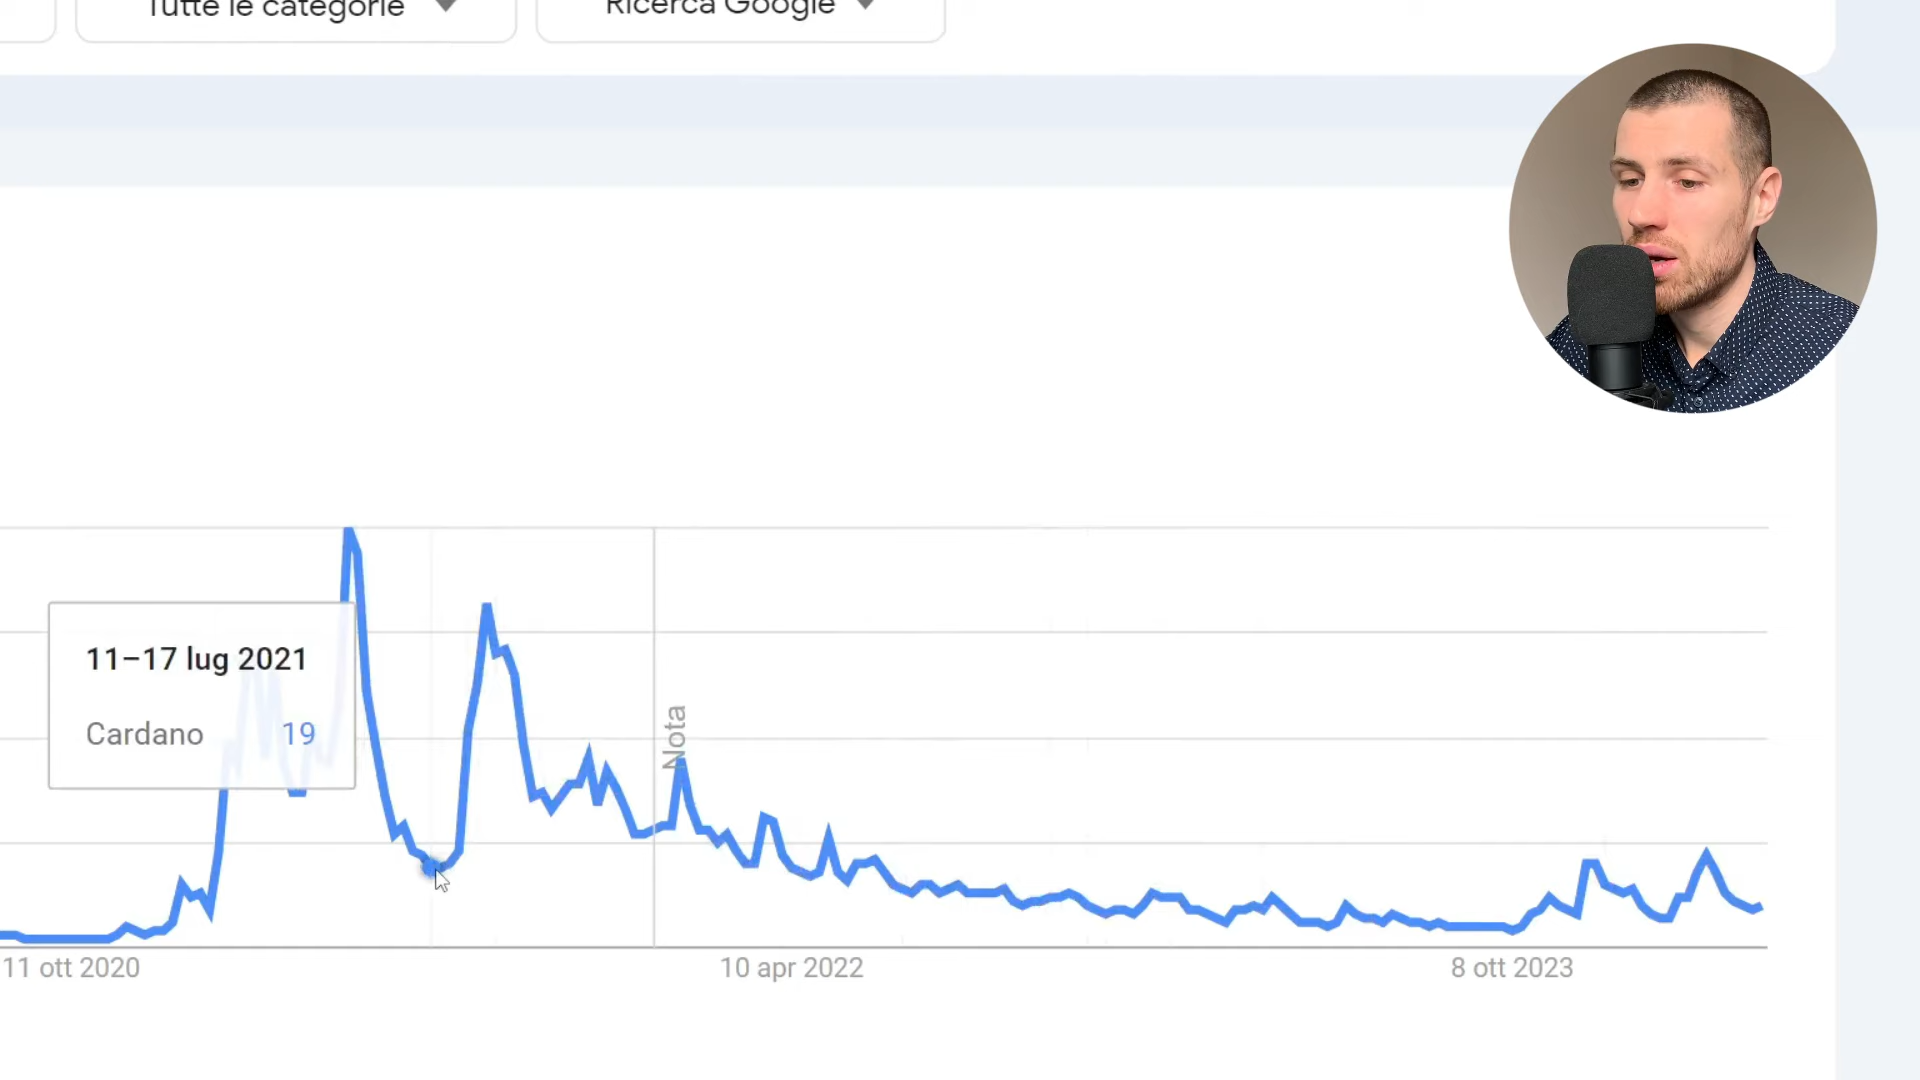 Tutte le categorie
Ricerca Google
11–17 lug 2021
Cardano 19
Nota
11 ott 2020
10 apr 2022
8 ott 2023